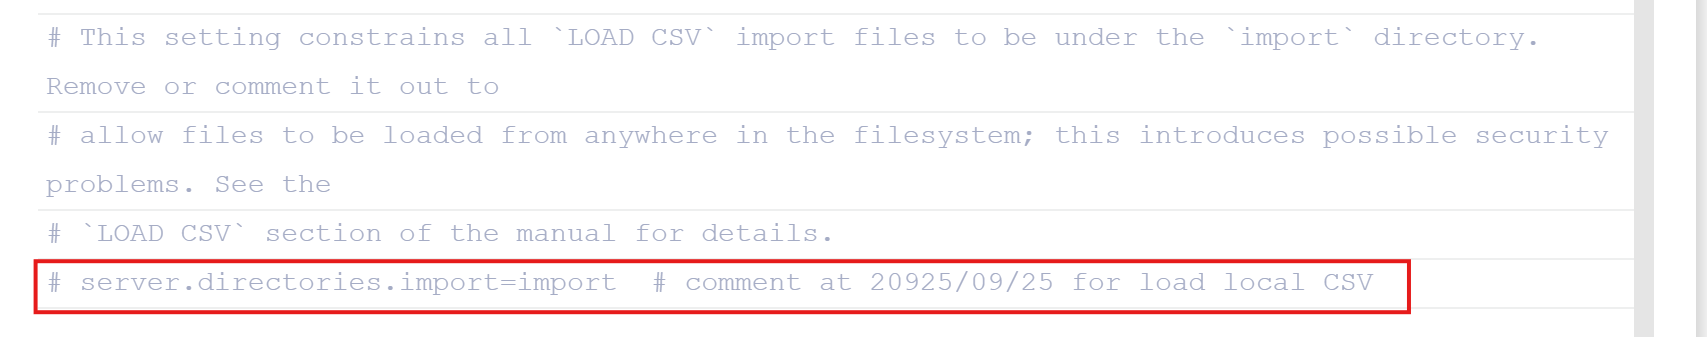 # This setting constrains all `LOAD CSV` import files to be under the `import` directory.
Remove or comment it out to
# allow files to be loaded from anywhere in the filesystem; this introduces possible security
problems. See the
# `LOAD CSV` section of the manual for details.
# server.directories.import=import  # comment at 20925/09/25 for load local CSV